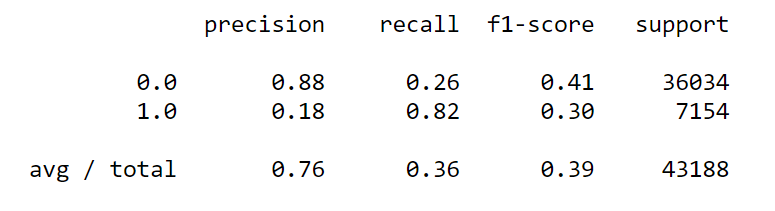 precision recall f1-score support
0.0 0.88 0.26 0.41 36034
1.0 0.18 0.82 0.30 7154
avg / total 0.76 0.36 0.39 43188